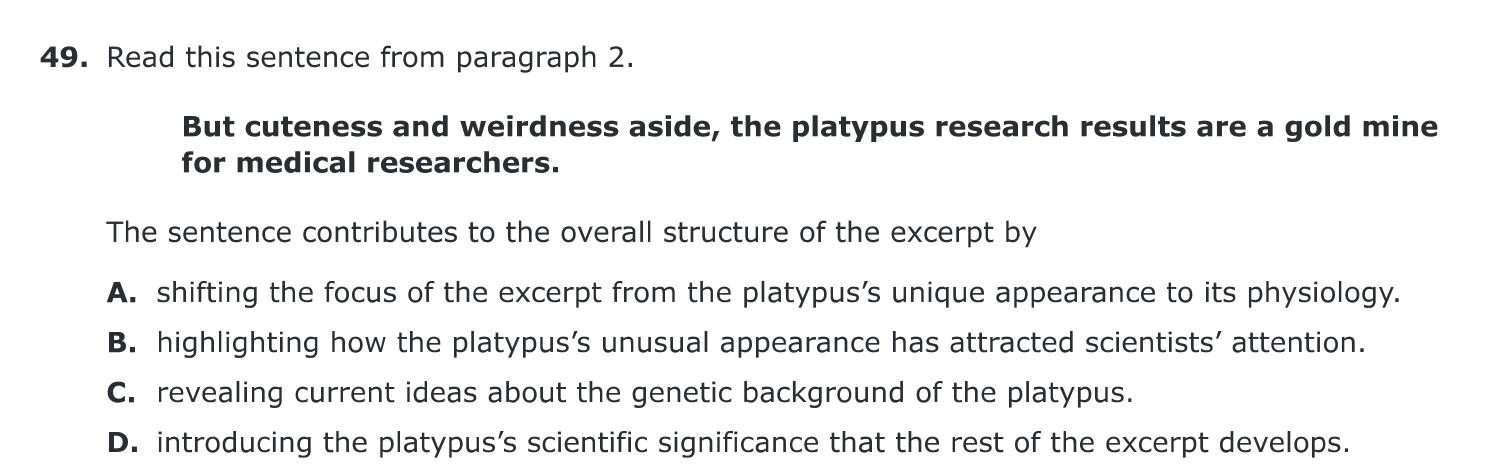 49. Read this sentence from paragraph 2.
But cuteness and weirdness aside, the platypus research results are a gold mine
for medical researchers.
The sentence contributes to the overall structure of the excerpt by
A. shifting the focus of the excerpt from the platypus’s unique appearance to its physiology.
B. highlighting how the platypus’s unusual appearance has attracted scientists’ attention.
C. revealing current ideas about the genetic background of the platypus.
D. introducing the platypus’s scientific significance that the rest of the excerpt develops.